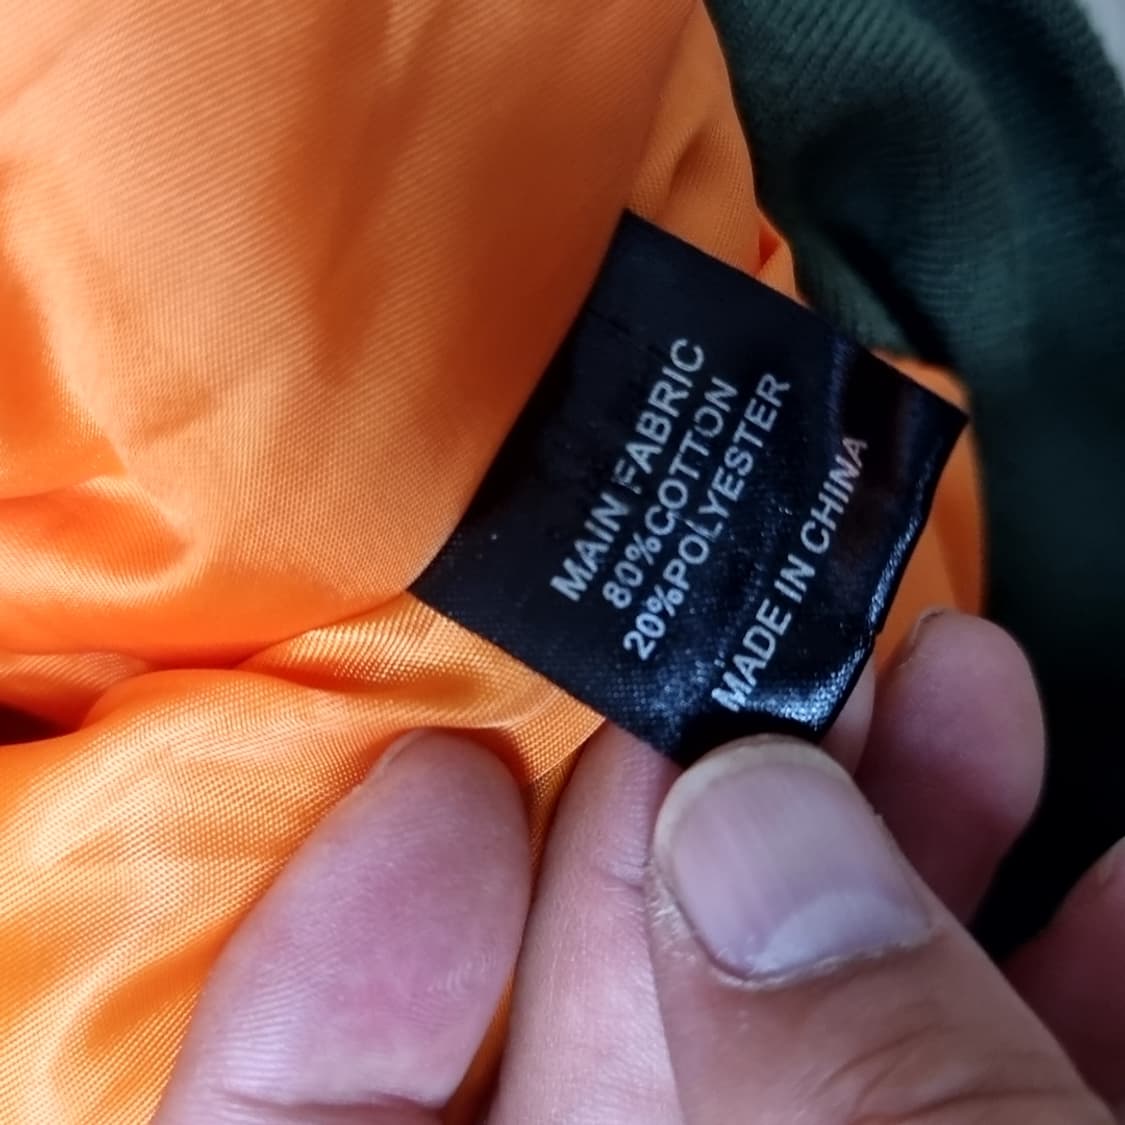 MAIN FABRIC
80%COTTON
20%POLYESTER
MADE IN CHINA